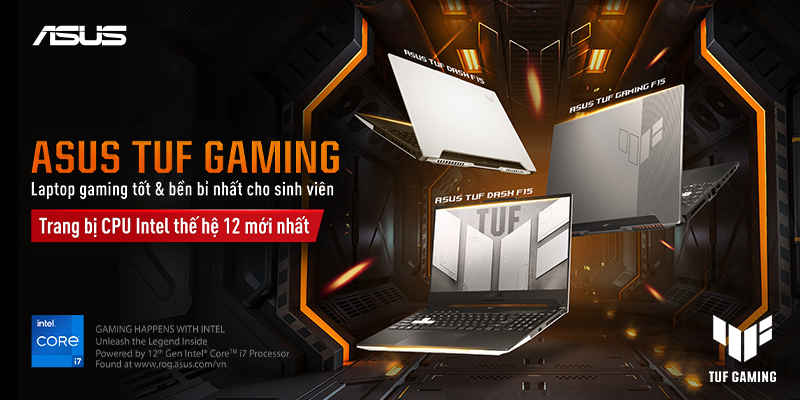 ASUS
ASUS TUF DASH F15
ASUS TUF GAMING F15
ASUS TUF GAMING
Laptop gaming tốt & bền bỉ nhất cho sinh viên
ASUS TUF DASH F15
TUF
Trang bị CPU Intel thế hệ 12 mới nhất
intel.
CORE
i7
GAMING HAPPENS WITH INTEL
Unleash the Legend Inside
Powered by 12th Gen Intel® Core™ i7 Processor
Found at www.rog.asus.com/vn
TUF GAMING